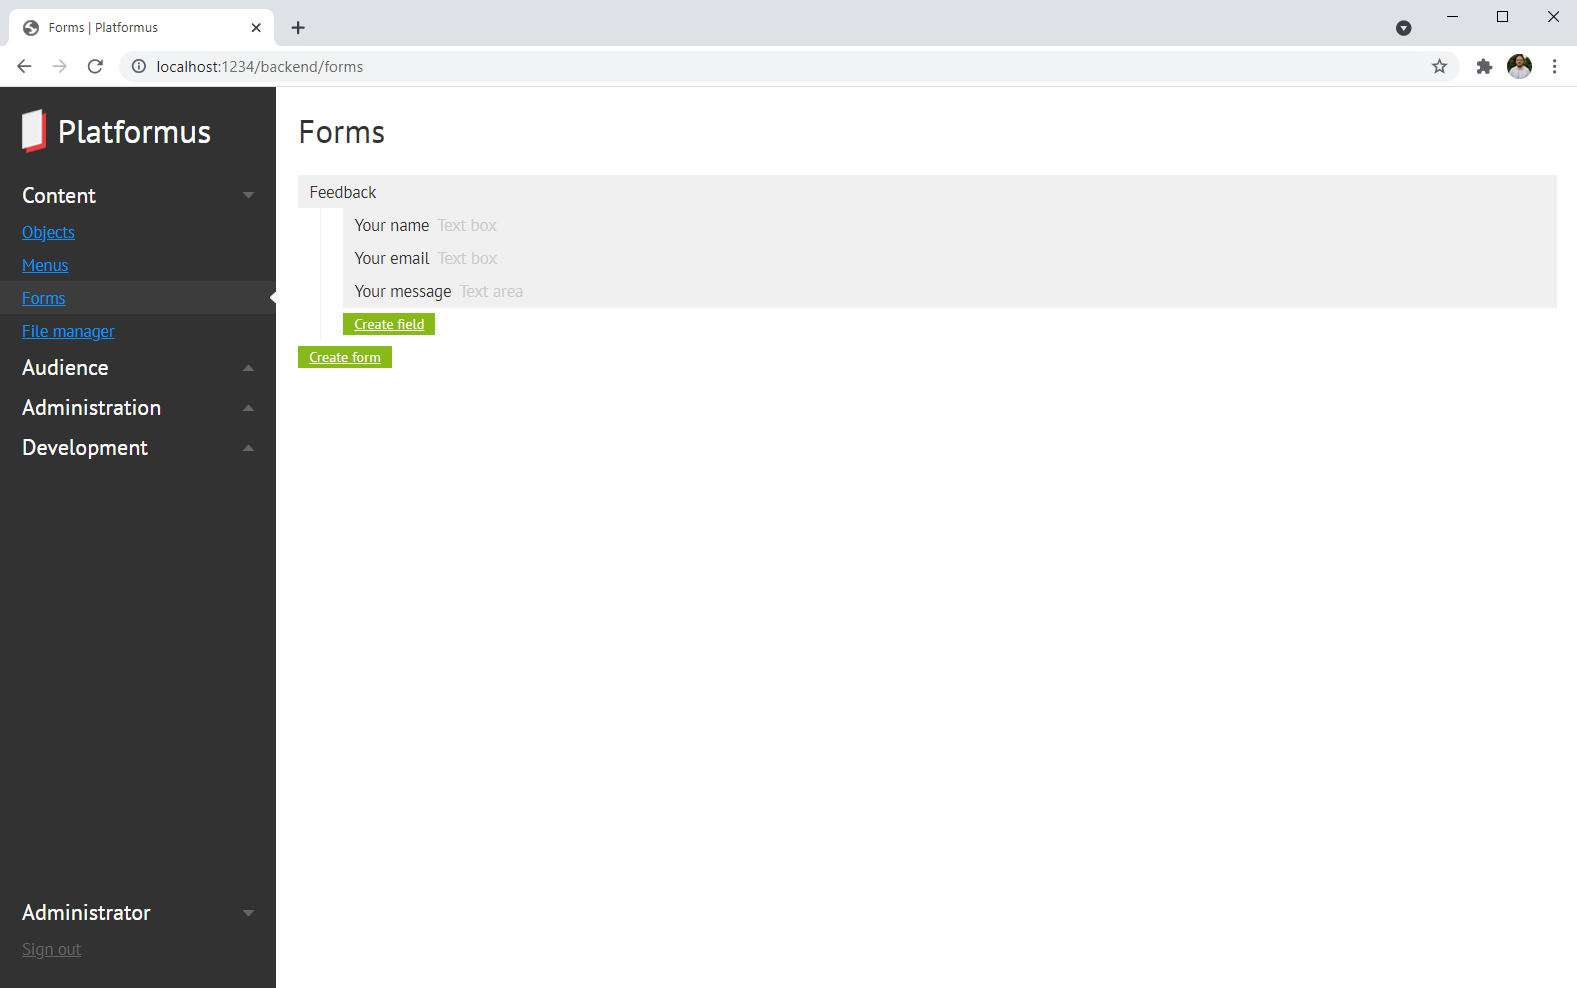 Forms | Platformus
localhost:1234/backend/forms
Platformus
Content
Objects
Menus
Forms
File manager
Audience
Administration
Development
Administrator
Sign out
Forms
Feedback
Your name Text box
Your email Text box
Your message Text area
Create field
Create form